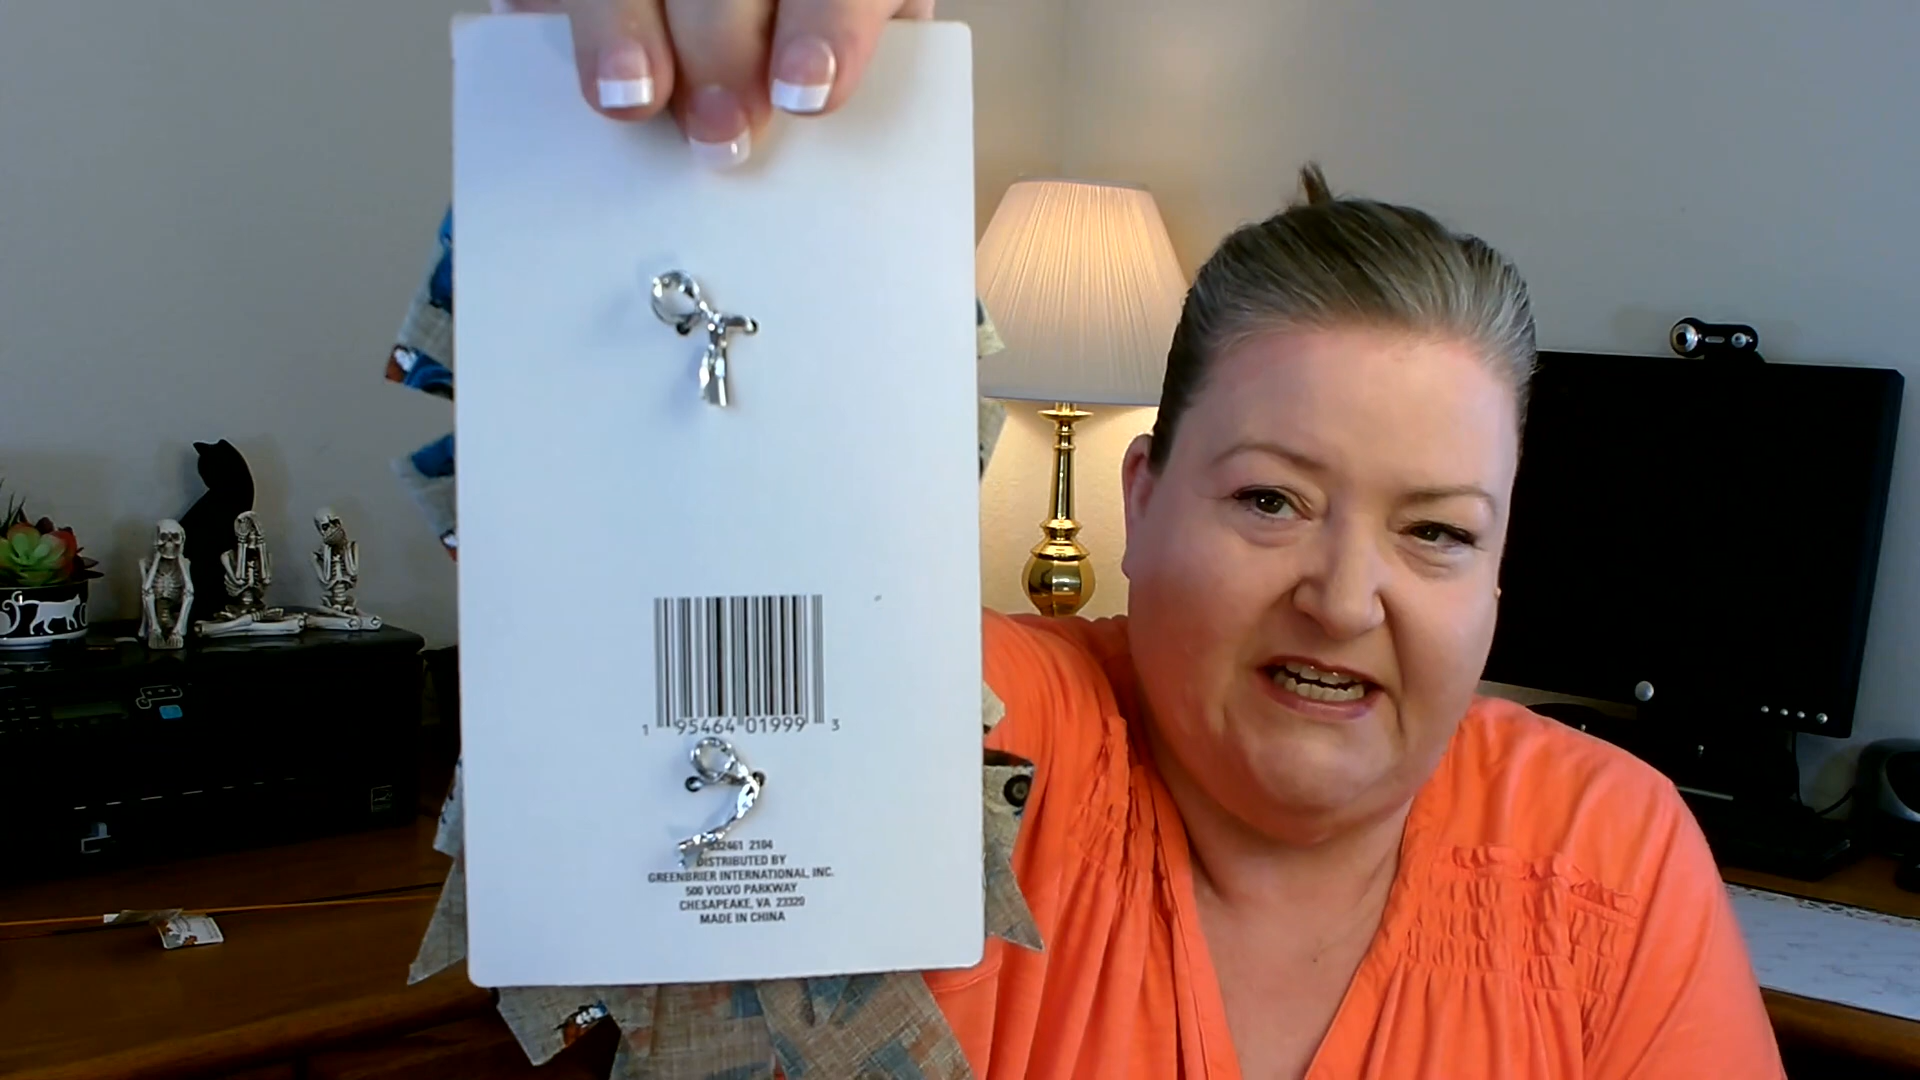 1 95464 01999 3
2104
DISTRIBUTED BY
GREENBRIER INTERNATIONAL, INC.
500 VOLVO PARKWAY
CHESAPEAKE, VA 23320
MADE IN CHINA